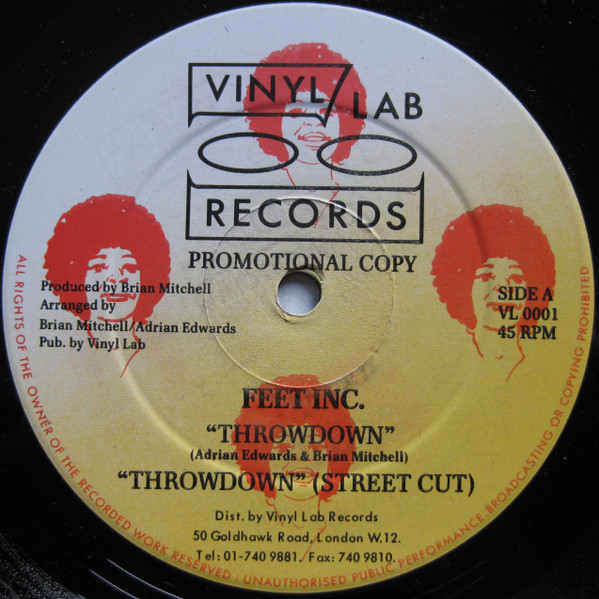 VINYL LAB
RECORDS
PROMOTIONAL COPY
Produced by Brian Mitchell
Arranged by
Brian Mitchell/Adrian Edwards
Pub. by Vinyl Lab
SIDE A
VL 0001
45 RPM
FEET INC.
“THROWDOWN”
(Adrian Edwards & Brian Mitchell)
“THROWDOWN” (STREET CUT)
Dist. by Vinyl Lab Records
50 Goldhawk Road, London W.12.
Tel: 01-740 9881. Fax: 740 9810.
ALL RIGHTS OF THE OWNER OF THE RECORDED WORK RESERVED : UNAUTHORISED PUBLIC PERFORMANCE, BROADCASTING OR COPYING PROHIBITED